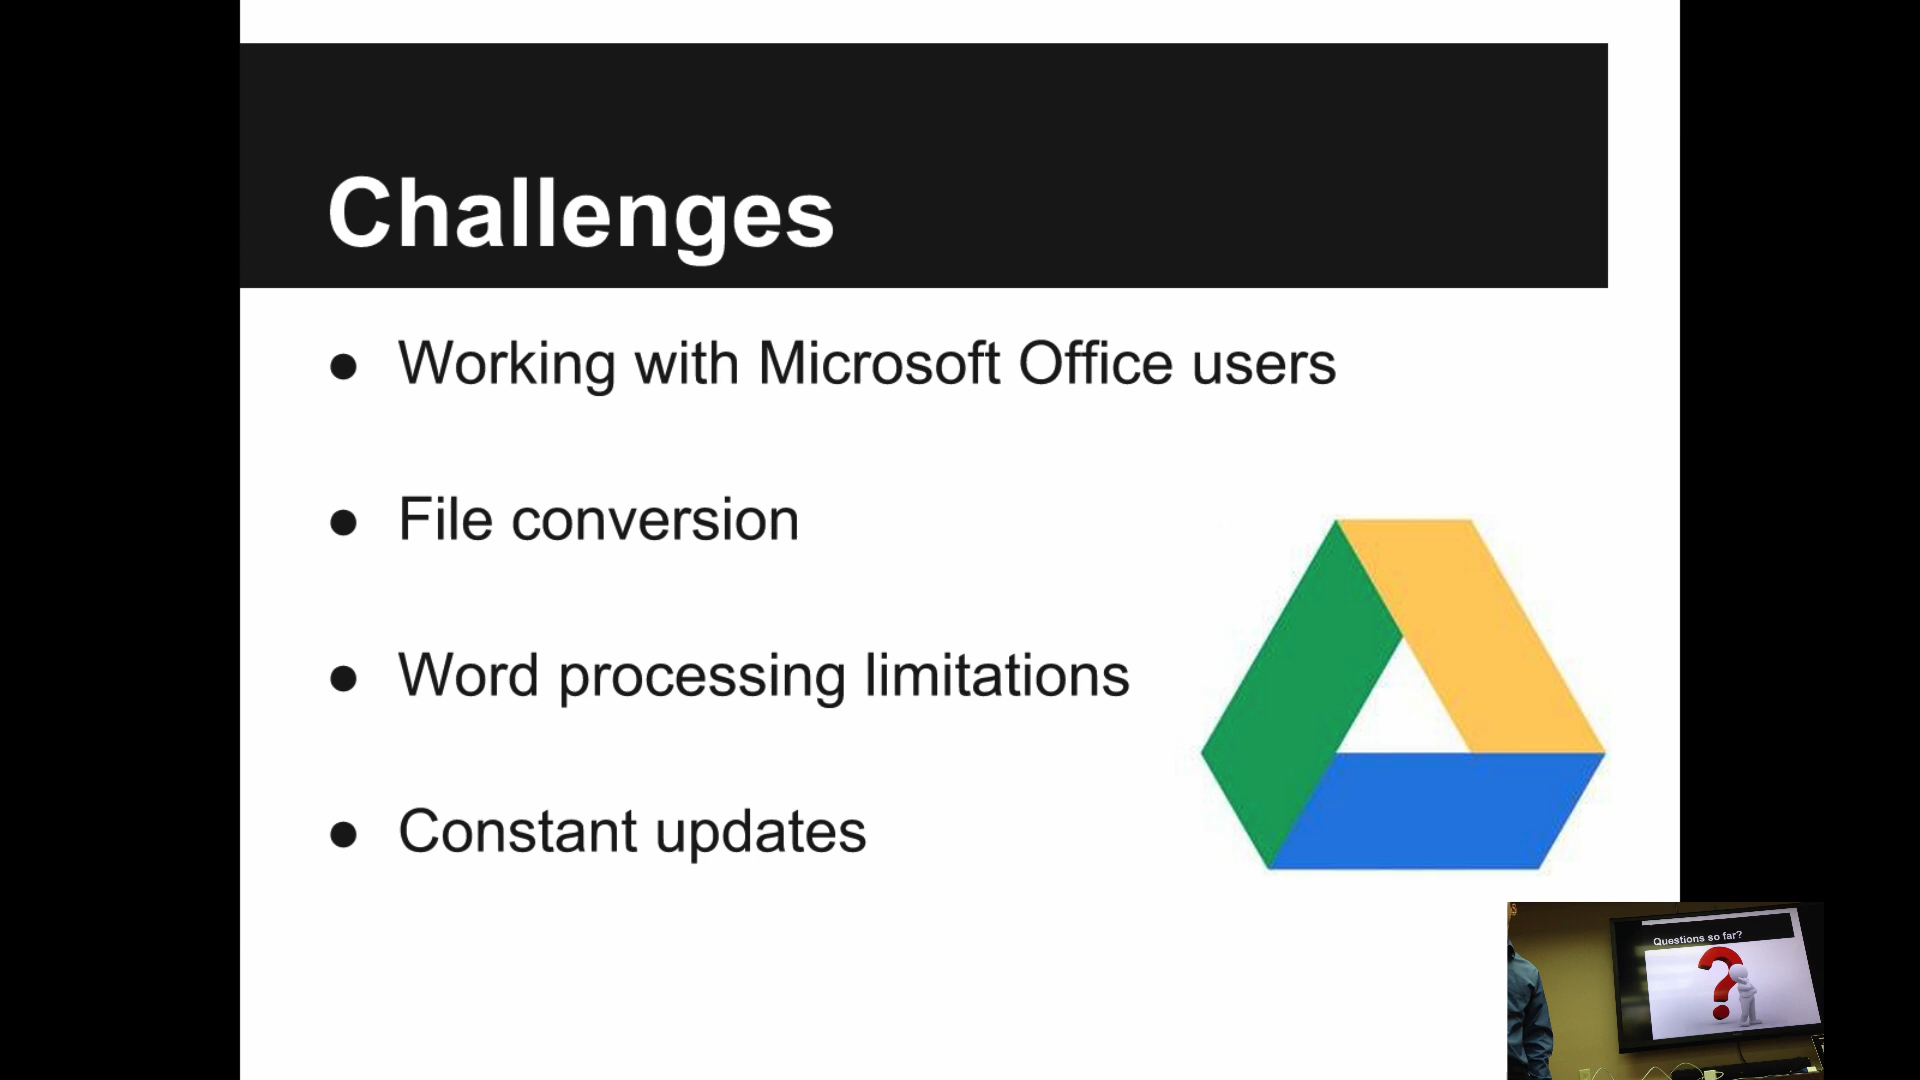 Challenges
● Working with Microsoft Office users
● File conversion
● Word processing limitations
● Constant updates
Questions so far?
?